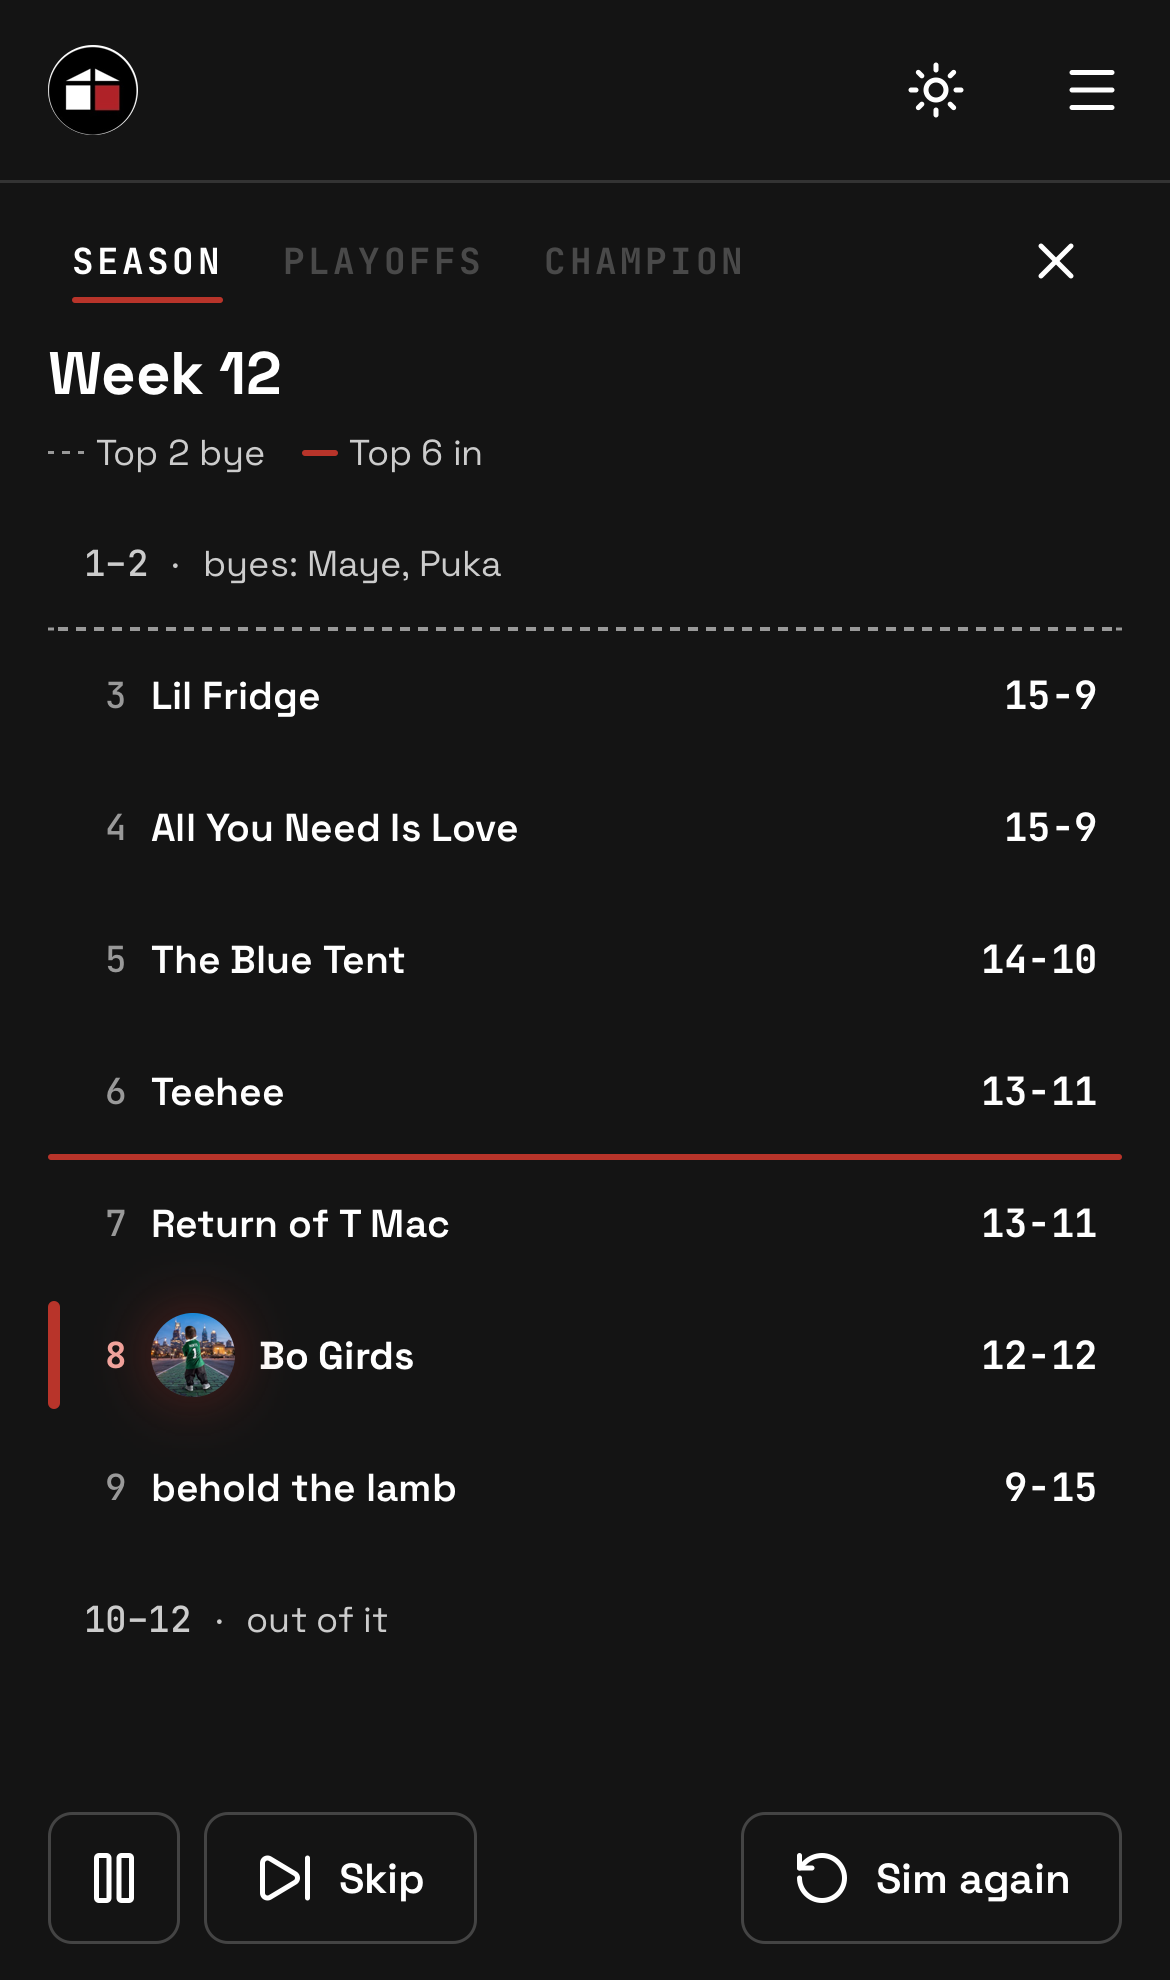 SEASON PLAYOFFS CHAMPION
Week 12
Top 2 bye Top 6 in
1–2 · byes: Maye, Puka
3 Lil Fridge 15-9
4 All You Need Is Love 15-9
5 The Blue Tent 14-10
6 Teehee 13-11
7 Return of T Mac 13-11
8 Bo Girds 12-12
9 behold the lamb 9-15
10–12 · out of it
Skip Sim again